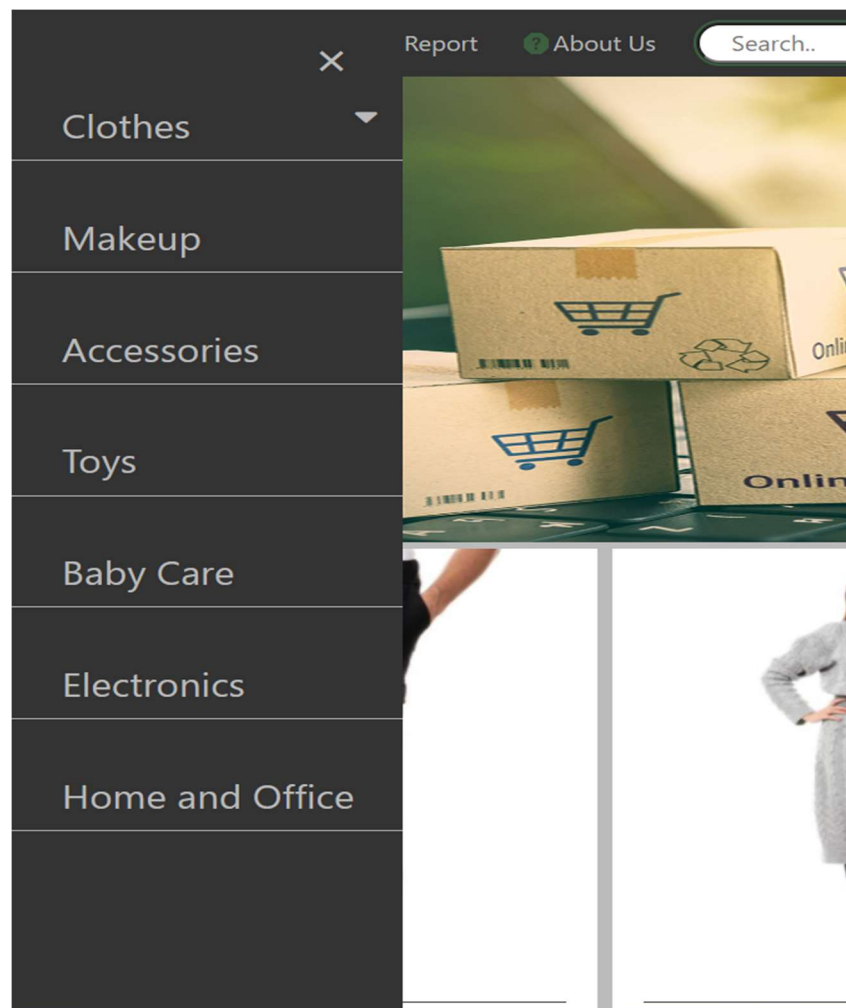 Report
About Us
Search..
Clothes
Makeup
Accessories
Toys
Baby Care
Electronics
Home and Office